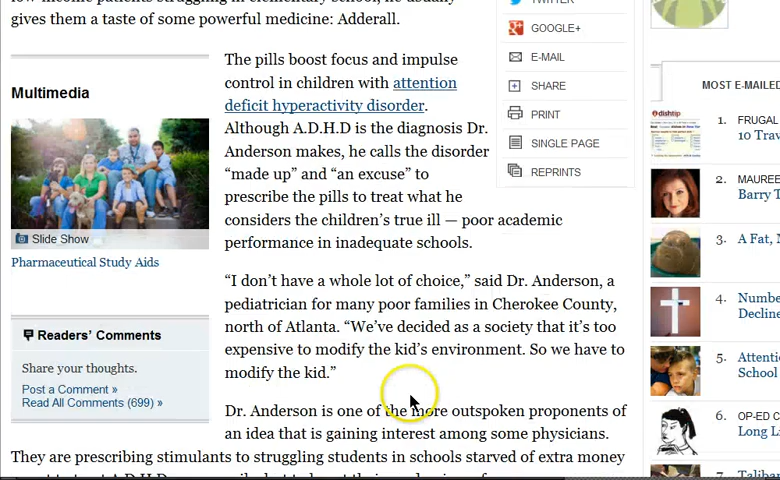 low-income patients struggling in elementary school, he usually
gives them a taste of some powerful medicine: Adderall.
Multimedia
Slide Show
Pharmaceutical Study Aids
Readers' Comments
Share your thoughts.
Post a Comment »
Read All Comments (699) »
The pills boost focus and impulse
control in children with attention
deficit hyperactivity disorder.
Although A.D.H.D is the diagnosis Dr.
Anderson makes, he calls the disorder
“made up” and “an excuse” to
prescribe the pills to treat what he
considers the children’s true ill — poor academic
performance in inadequate schools.
“I don’t have a whole lot of choice,” said Dr. Anderson, a
pediatrician for many poor families in Cherokee County,
north of Atlanta. “We’ve decided as a society that it’s too
expensive to modify the kid’s environment. So we have to
modify the kid.”
Dr. Anderson is one of the more outspoken proponents of
an idea that is gaining interest among some physicians.
They are prescribing stimulants to struggling students in schools starved of extra money
TWITTER
GOOGLE+
E-MAIL
SHARE
PRINT
SINGLE PAGE
REPRINTS
MOST E-MAILED
dishtip
1. FRUGAL
10 Trav
2. MAUREE
Barry T
3. A Fat, M
4. Numbe
Decline
5. Attentio
School
6. OP-ED C
Long Li
7. Taliban